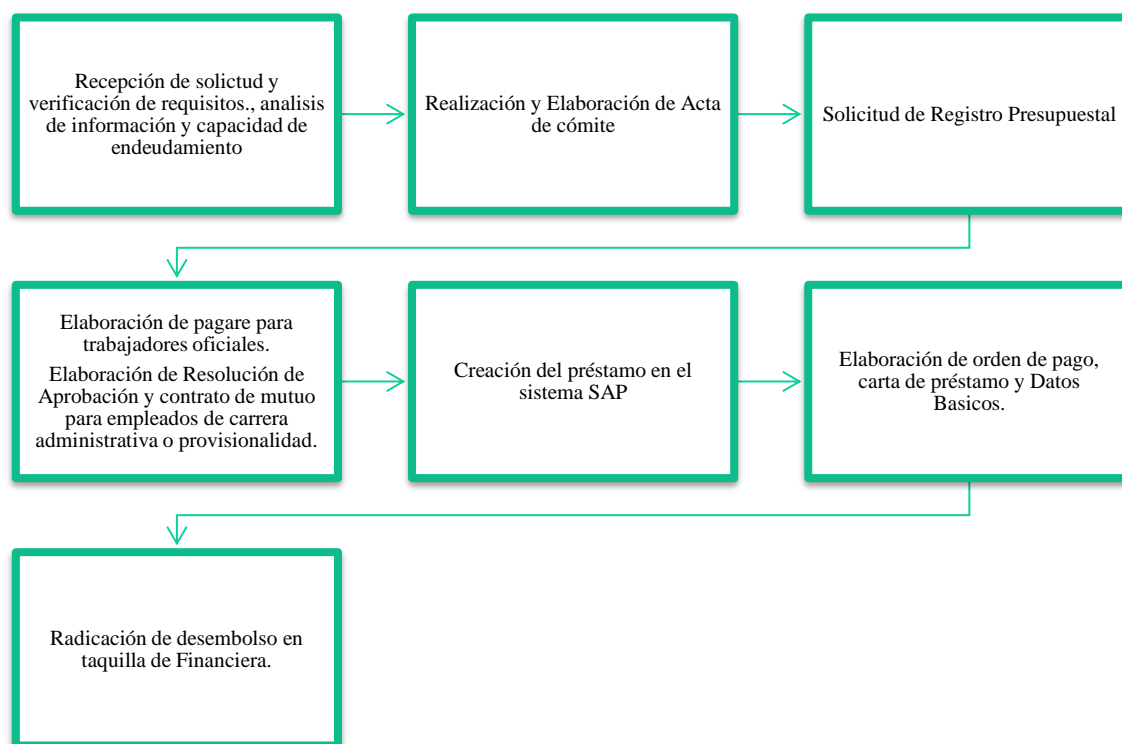 Recepción de solictud y
verificación de requisitos., analisis
de información y capacidad de
endeudamiento
Realización y Elaboración de Acta
de cómite
Solicitud de Registro Presupuestal
Elaboración de pagare para
trabajadores oficiales.
Elaboración de Resolución de
Aprobación y contrato de mutuo
para empleados de carrera
administrativa o provisionalidad.
Creación del préstamo en el
sistema SAP
Elaboración de orden de pago,
carta de préstamo y Datos
Basicos.
Radicación de desembolso en
taquilla de Financiera.